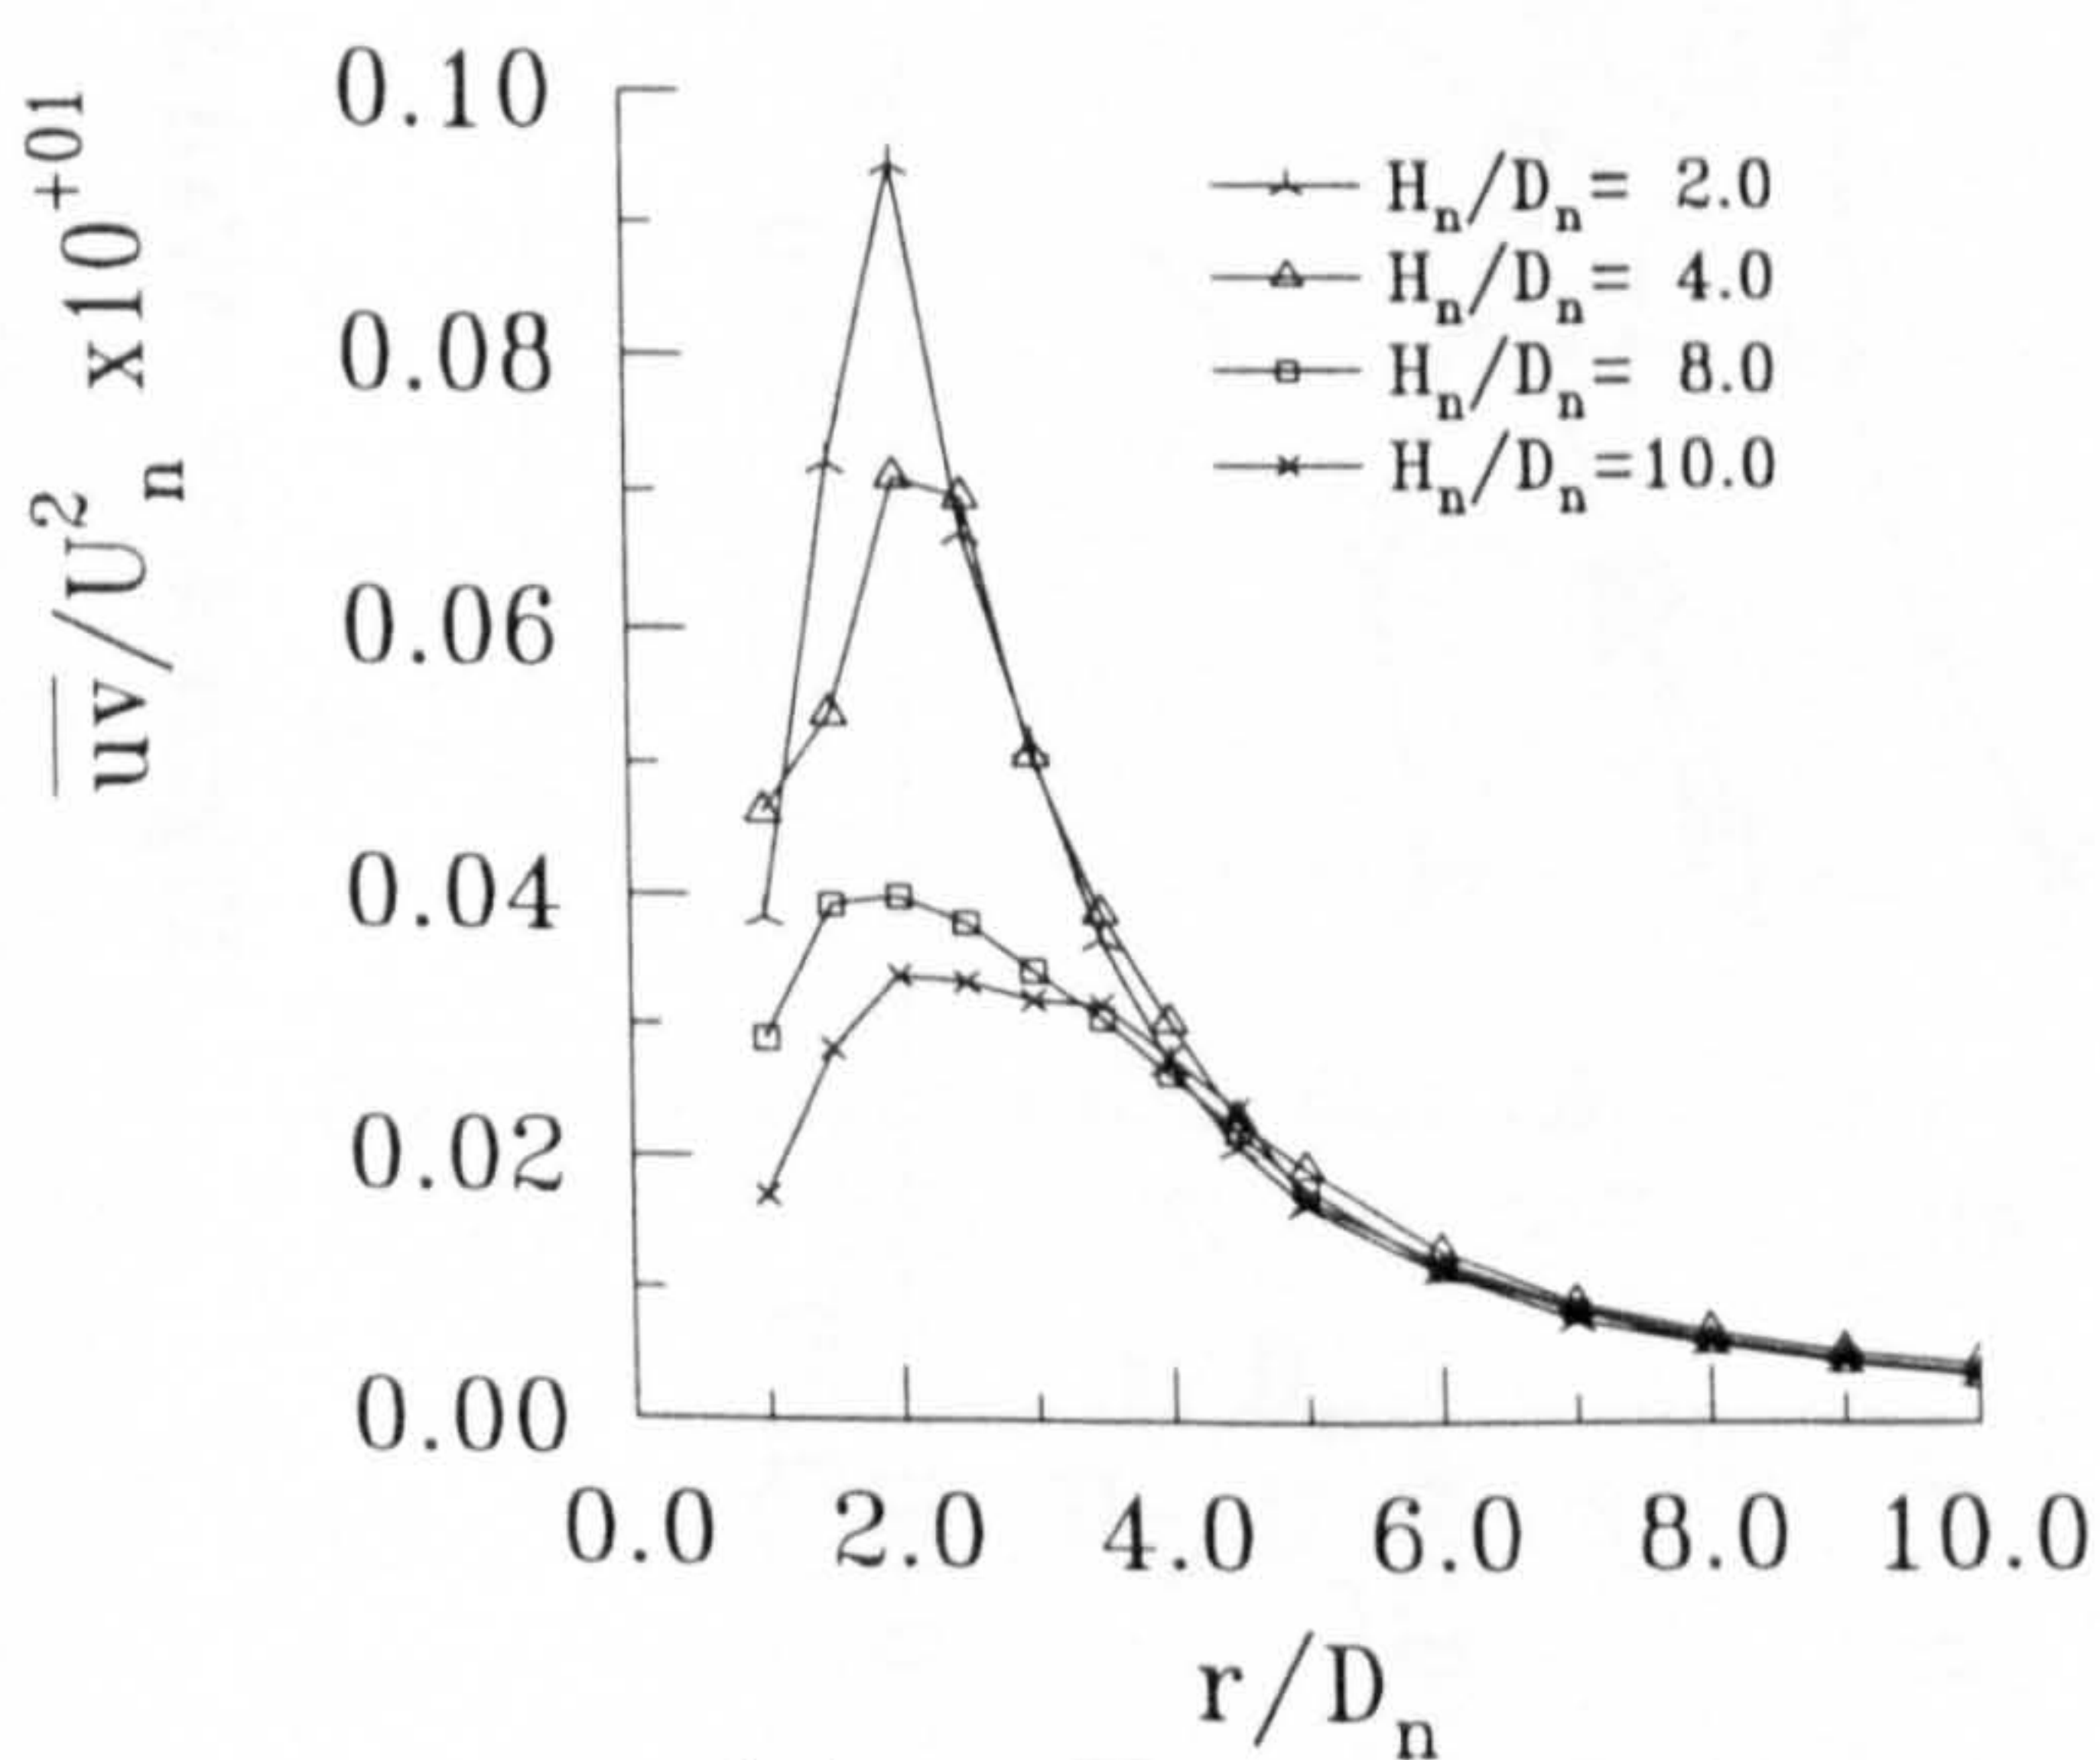 uv/U²ₙ x10⁺⁰¹
0.10
0.08
0.06
0.04
0.02
0.00
Hₙ/Dₙ= 2.0
Hₙ/Dₙ= 4.0
Hₙ/Dₙ= 8.0
Hₙ/Dₙ=10.0
0.0 2.0 4.0 6.0 8.0 10.0
r/Dₙ